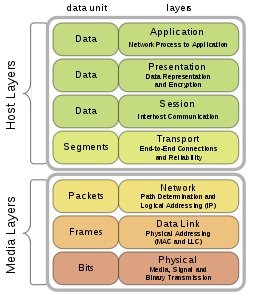 data unit layers
Host Layers
Data
Application
Network Process to Application
Data
Presentation
Data Representation
and Encryption
Data
Session
Interhost Communication
Segments
Transport
End-to-End Connections
and Reliability
Media Layers
Packets
Network
Path Determination and
Logical Addressing (IP)
Frames
Data Link
Physical Addressing
(MAC and LLC)
Bits
Physical
Media, Signal and
Binary Transmission